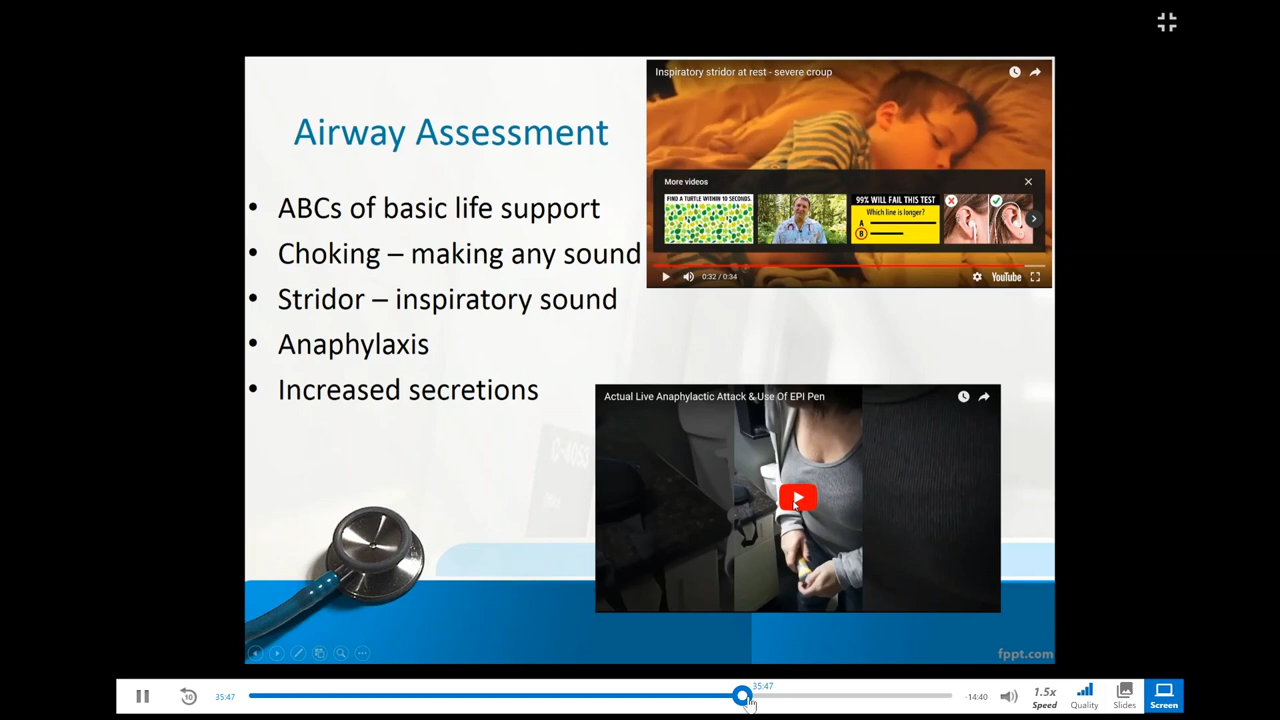 Airway Assessment
• ABCs of basic life support
• Choking – making any sound
• Stridor – inspiratory sound
• Anaphylaxis
• Increased secretions
Inspiratory stridor at rest - severe croup
More videos
FIND A TURTLE WITHIN 10 SECONDS.
99% WILL FAIL THIS TEST
Which line is longer?
A
B
0:32 / 0:34
YouTube
Actual Live Anaphylactic Attack & Use Of EPI Pen
C-4053
fppt.com
10
35:47
35:47
-14:40
1.5x
Speed
Quality
Slides
Screen